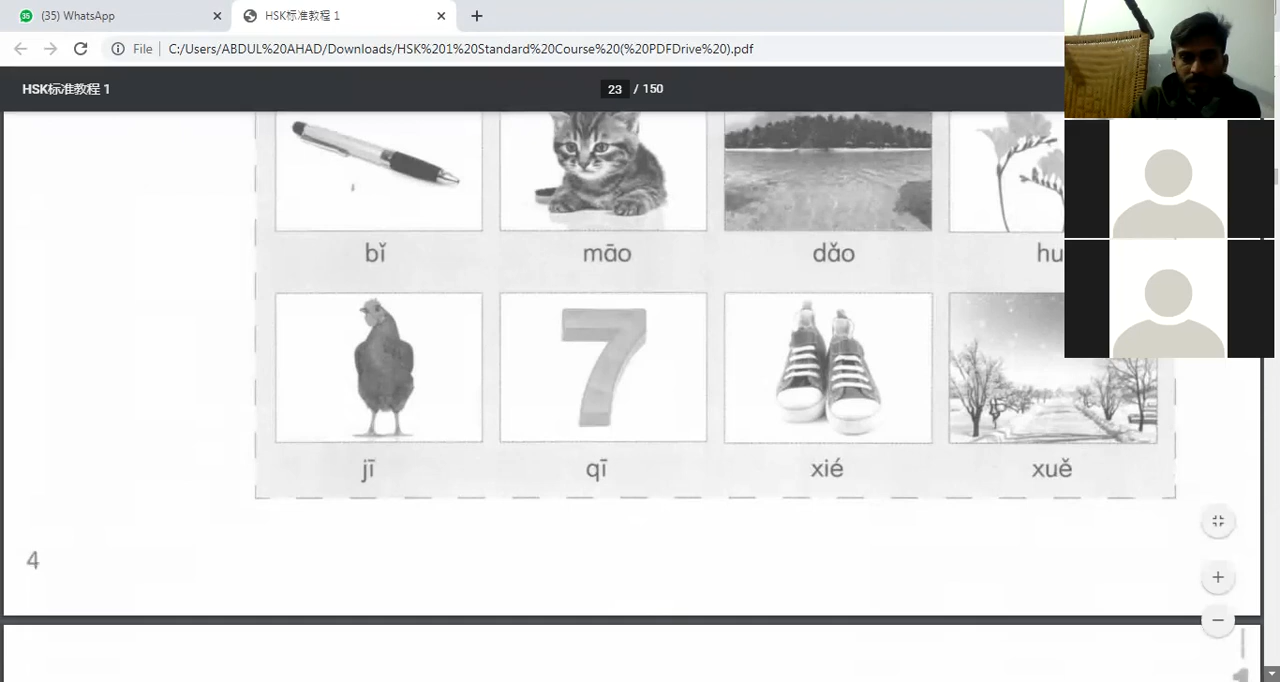 (35) WhatsApp
HSK标准教程 1
File
C:/Users/ABDUL%20AHAD/Downloads/HSK%201%20Standard%20Course%20(%20PDFDrive%20).pdf
HSK标准教程 1
23 / 150
bǐ
māo
dǎo
hu
7
jī
qī
xié
xuě
4